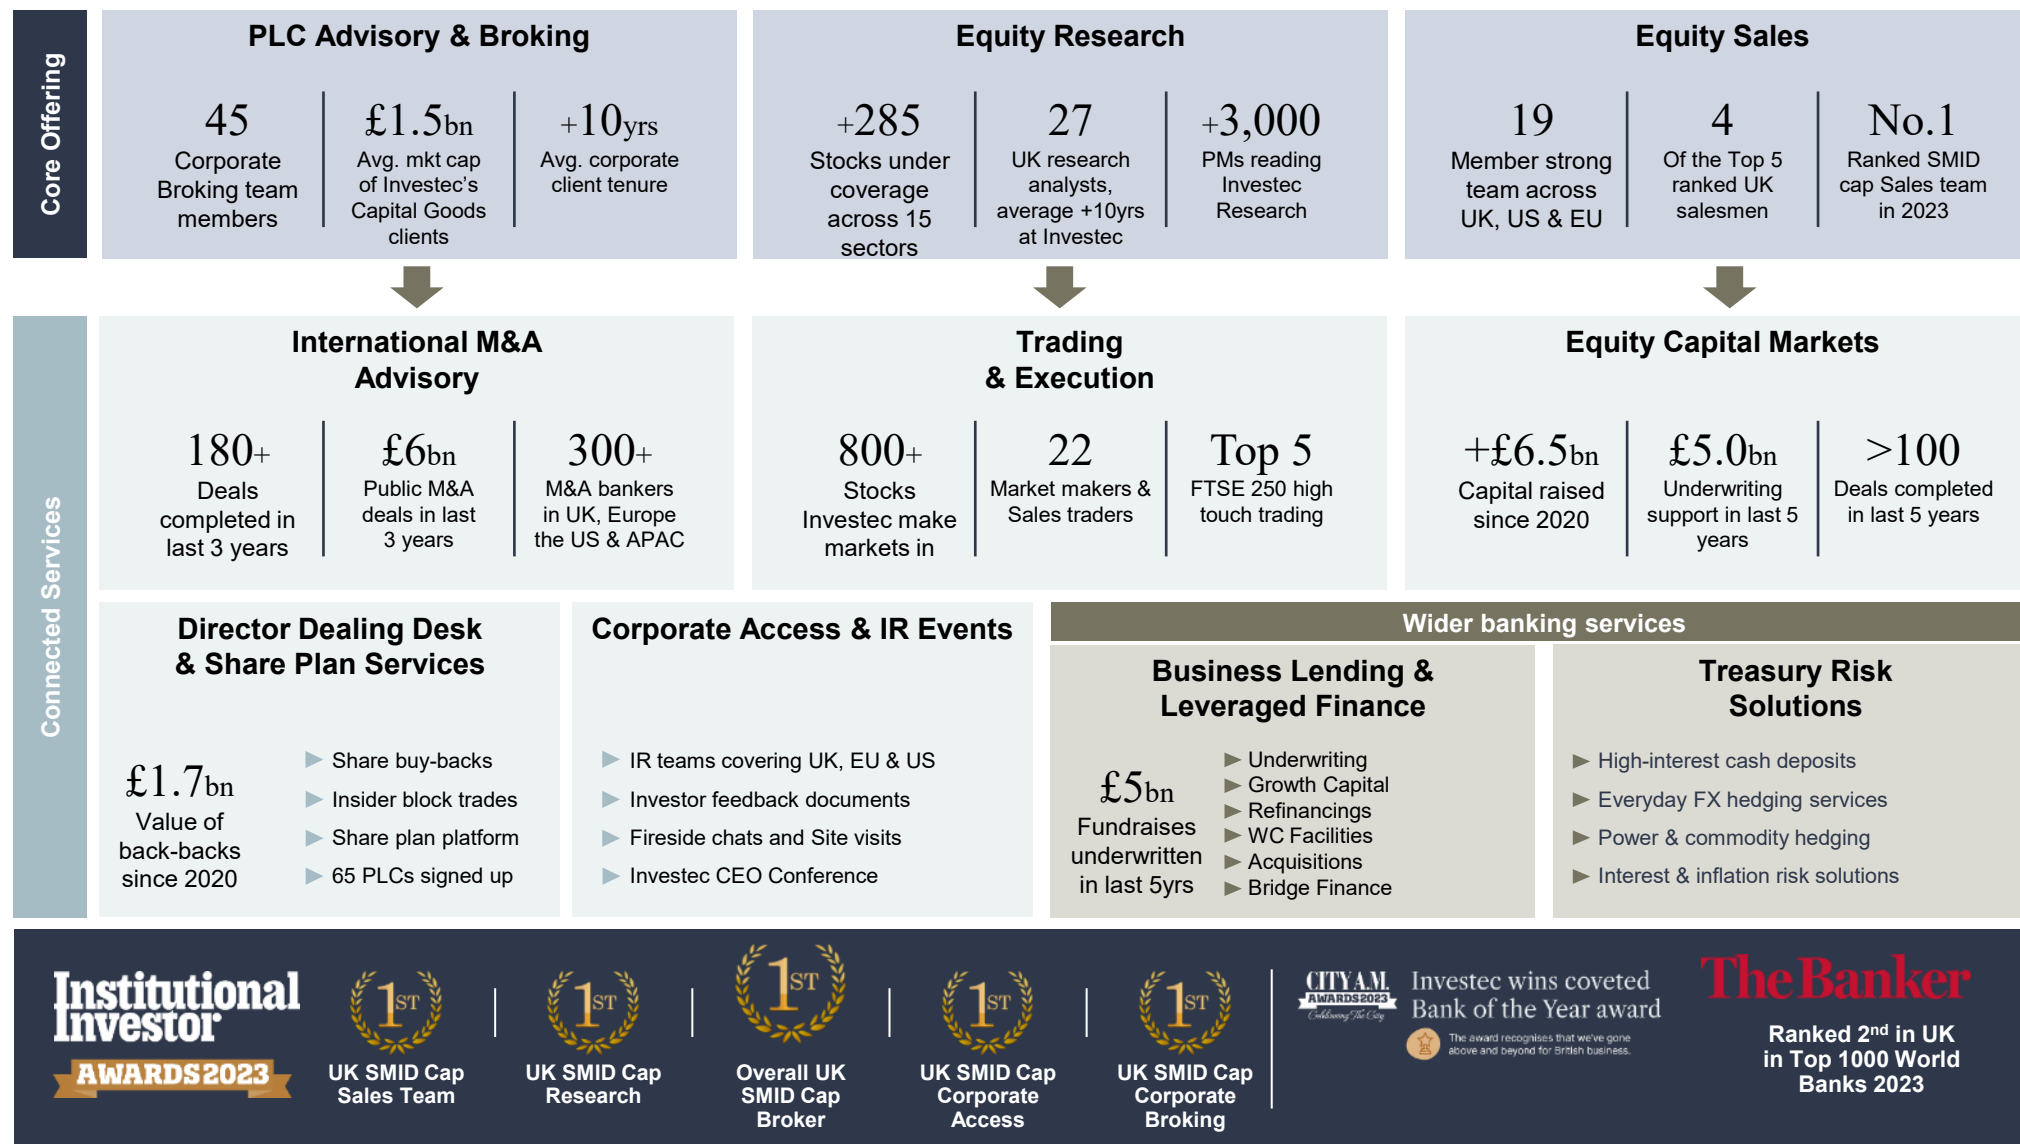 Core Offering
PLC Advisory & Broking
45
Corporate
Broking team
members
£1.5bn
Avg. mkt cap
of Investec’s
Capital Goods
clients
+10yrs
Avg. corporate
client tenure
Equity Research
+285
Stocks under
coverage
across 15
sectors
27
UK research
analysts,
average +10yrs
at Investec
+3,000
PMs reading
Investec
Research
Equity Sales
19
Member strong
team across
UK, US & EU
4
Of the Top 5
ranked UK
salesmen
No.1
Ranked SMID
cap Sales team
in 2023
Connected Services
International M&A
Advisory
180+
Deals
completed in
last 3 years
£6bn
Public M&A
deals in last
3 years
300+
M&A bankers
in UK, Europe
the US & APAC
Trading
& Execution
800+
Stocks
Investec make
markets in
22
Market makers &
Sales traders
Top 5
FTSE 250 high
touch trading
Equity Capital Markets
+£6.5bn
Capital raised
since 2020
£5.0bn
Underwriting
support in last 5
years
>100
Deals completed
in last 5 years
Director Dealing Desk
& Share Plan Services
£1.7bn
Value of
back-backs
since 2020
Share buy-backs
Insider block trades
Share plan platform
65 PLCs signed up
Corporate Access & IR Events
IR teams covering UK, EU & US
Investor feedback documents
Fireside chats and Site visits
Investec CEO Conference
Wider banking services
Business Lending &
Leveraged Finance
£5bn
Fundraises
underwritten
in last 5yrs
Underwriting
Growth Capital
Refinancings
WC Facilities
Acquisitions
Bridge Finance
Treasury Risk
Solutions
High-interest cash deposits
Everyday FX hedging services
Power & commodity hedging
Interest & inflation risk solutions
Institutional
Investor
AWARDS 2023
1ST
UK SMID Cap
Sales Team
1ST
UK SMID Cap
Research
1ST
Overall UK
SMID Cap
Broker
1ST
UK SMID Cap
Corporate
Access
1ST
UK SMID Cap
Corporate
Broking
CITY A.M.
AWARDS 2023
Celebrating The City
Investec wins coveted
Bank of the Year award
The award recognises that we've gone
above and beyond for British business.
The Banker
Ranked 2nd in UK
in Top 1000 World
Banks 2023